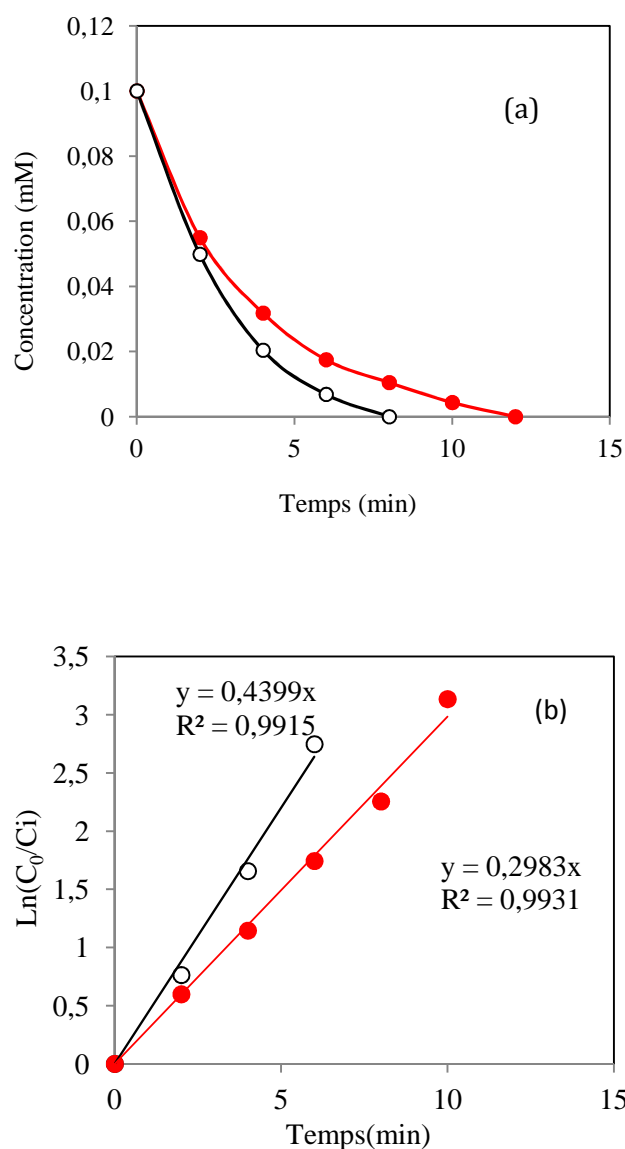 0,12
0,1
0,08
0,06
0,04
0,02
0
0
5
10
15
Concentration (mM)
Temps (min)
(a)
3,5
3
2,5
2
1,5
1
0,5
0
0
5
10
15
Ln(C₀/Ci)
Temps(min)
y = 0,4399x
R² = 0,9915
(b)
y = 0,2983x
R² = 0,9931